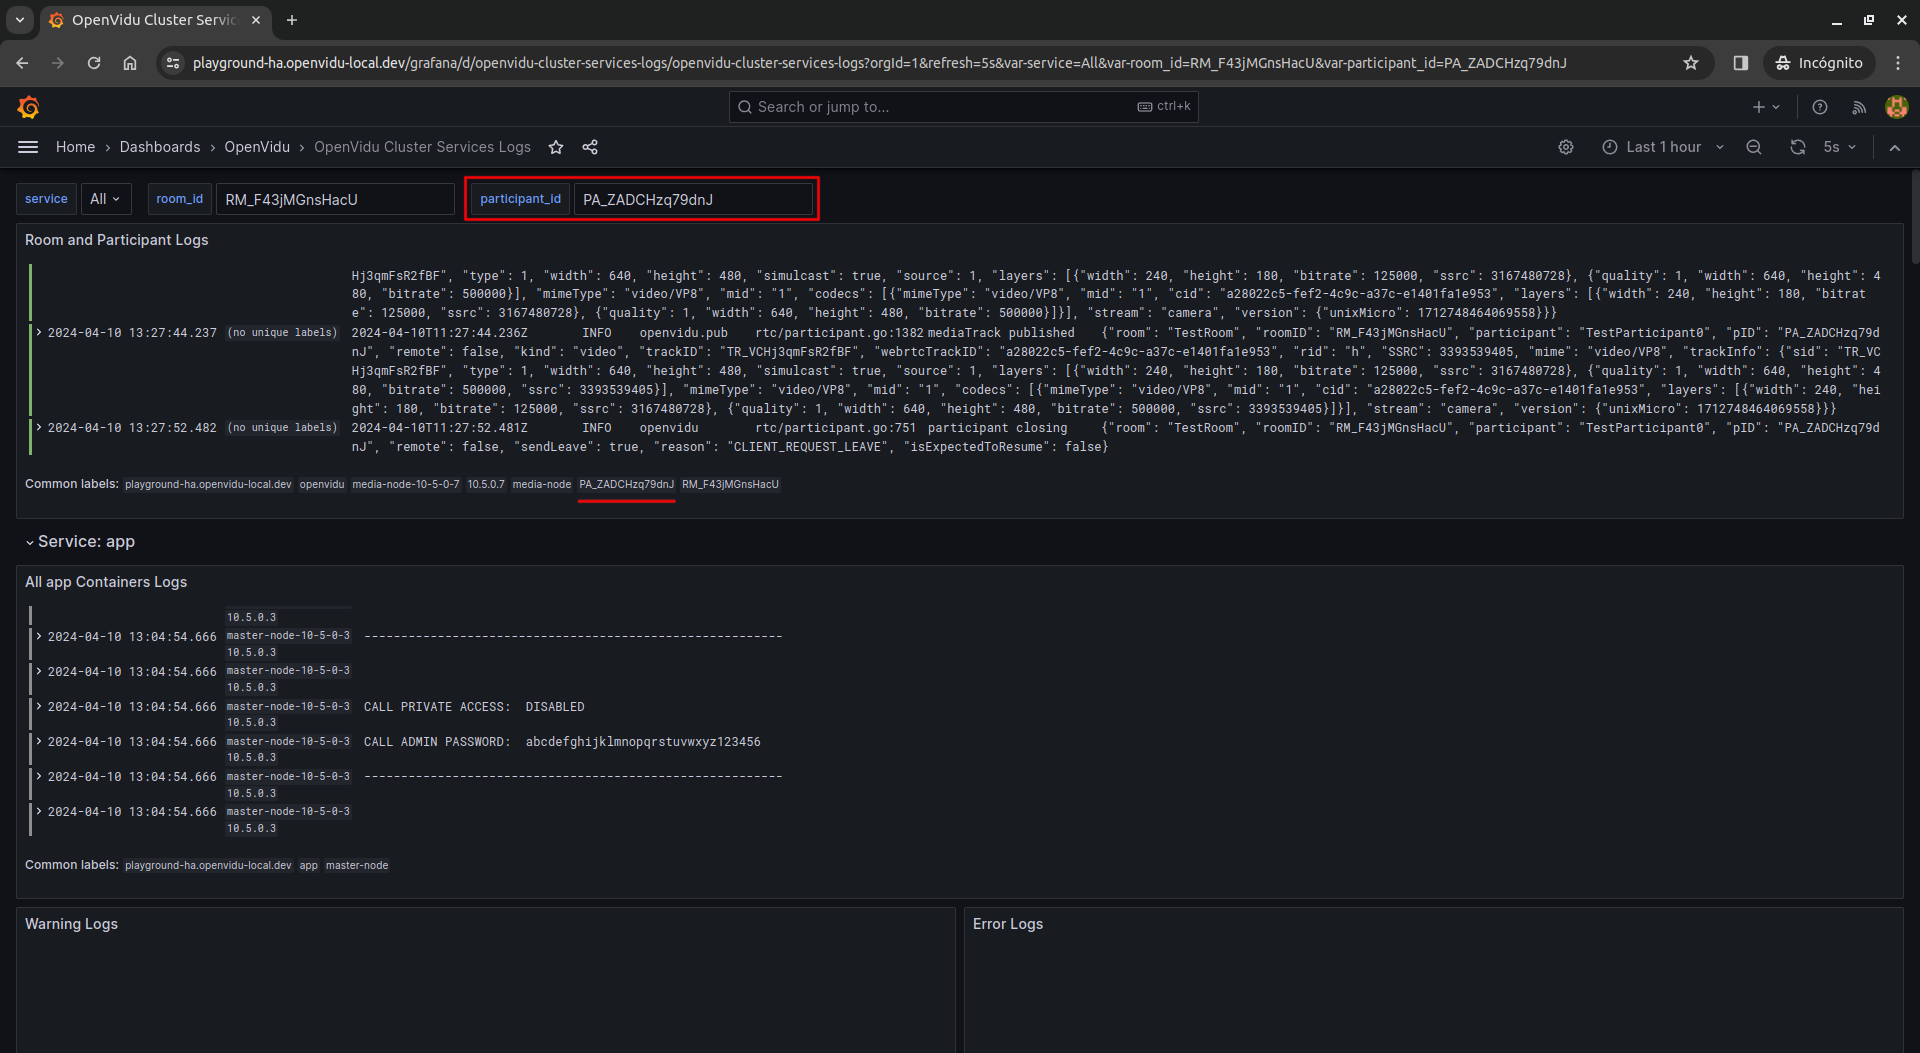 OpenVidu Cluster Servic
playground-ha.openvidu-local.dev/grafana/d/openvidu-cluster-services-logs/openvidu-cluster-services-logs?orgId=1&refresh=5s&var-service=All&var-room_id=RM_F43jMGnsHacU&var-participant_id=PA_ZADCHzq79dnJ
Incógnito
Search or jump to...
ctrl+k
Home › Dashboards › OpenVidu › OpenVidu Cluster Services Logs
Last 1 hour
5s
service All room_id RM_F43jMGnsHacU participant_id PA_ZADCHzq79dnJ
Room and Participant Logs
Hj3qmFsR2fBF", "type": 1, "width": 640, "height": 480, "simulcast": true, "source": 1, "layers": [{"width": 240, "height": 180, "bitrate": 125000, "ssrc": 3167480728}, {"quality": 1, "width": 640, "height": 4
80, "bitrate": 500000}], "mimeType": "video/VP8", "mid": "1", "codecs": [{"mimeType": "video/VP8", "mid": "1", "cid": "a28022c5-fef2-4c9c-a37c-e1401fa1e953", "layers": [{"width": 240, "height": 180, "bitrat
e": 125000, "ssrc": 3167480728}, {"quality": 1, "width": 640, "height": 480, "bitrate": 500000}]}], "stream": "camera", "version": {"unixMicro": 1712748464069558}}}
2024-04-10 13:27:44.237 (no unique labels) 2024-04-10T11:27:44.236Z INFO openvidu.pub rtc/participant.go:1382 mediaTrack published {"room": "TestRoom", "roomID": "RM_F43jMGnsHacU", "participant": "TestParticipant0", "pID": "PA_ZADCHzq79d
nJ", "remote": false, "kind": "video", "trackID": "TR_VCHj3qmFsR2fBF", "webrtcTrackID": "a28022c5-fef2-4c9c-a37c-e1401fa1e953", "rid": "h", "SSRC": 3393539405, "mime": "video/VP8", "trackInfo": {"sid": "TR_VC
Hj3qmFsR2fBF", "type": 1, "width": 640, "height": 480, "simulcast": true, "source": 1, "layers": [{"width": 240, "height": 180, "bitrate": 125000, "ssrc": 3167480728}, {"quality": 1, "width": 640, "height": 4
80, "bitrate": 500000, "ssrc": 3393539405}], "mimeType": "video/VP8", "mid": "1", "codecs": [{"mimeType": "video/VP8", "mid": "1", "cid": "a28022c5-fef2-4c9c-a37c-e1401fa1e953", "layers": [{"width": 240, "hei
ght": 180, "bitrate": 125000, "ssrc": 3167480728}, {"quality": 1, "width": 640, "height": 480, "bitrate": 500000, "ssrc": 3393539405}]}], "stream": "camera", "version": {"unixMicro": 1712748464069558}}}
2024-04-10 13:27:52.482 (no unique labels) 2024-04-10T11:27:52.481Z INFO openvidu rtc/participant.go:751 participant closing {"room": "TestRoom", "roomID": "RM_F43jMGnsHacU", "participant": "TestParticipant0", "pID": "PA_ZADCHzq79d
nJ", "remote": false, "sendLeave": true, "reason": "CLIENT_REQUEST_LEAVE", "isExpectedToResume": false}
Common labels: playground-ha.openvidu-local.dev openvidu media-node-10-5-0-7 10.5.0.7 media-node PA_ZADCHzq79dnJ RM_F43jMGnsHacU
Service: app
All app Containers Logs
10.5.0.3
2024-04-10 13:04:54.666 master-node-10-5-0-3 ---------------------------------------------------------
10.5.0.3
2024-04-10 13:04:54.666 master-node-10-5-0-3
10.5.0.3
2024-04-10 13:04:54.666 master-node-10-5-0-3 CALL PRIVATE ACCESS: DISABLED
10.5.0.3
2024-04-10 13:04:54.666 master-node-10-5-0-3 CALL ADMIN PASSWORD: abcdefghijklmnopqrstuvwxyz123456
10.5.0.3
2024-04-10 13:04:54.666 master-node-10-5-0-3 ---------------------------------------------------------
10.5.0.3
2024-04-10 13:04:54.666 master-node-10-5-0-3
10.5.0.3
Common labels: playground-ha.openvidu-local.dev app master-node
Warning Logs
Error Logs